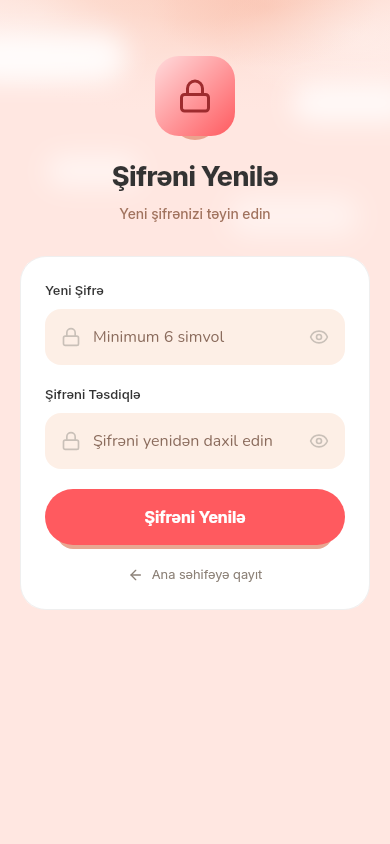 Şifrəni Yenilə
Yeni şifrənizi təyin edin
Yeni Şifrə
Minimum 6 simvol
Şifrəni Təsdiqlə
Şifrəni yenidən daxil edin
Şifrəni Yenilə
Ana səhifəyə qayıt